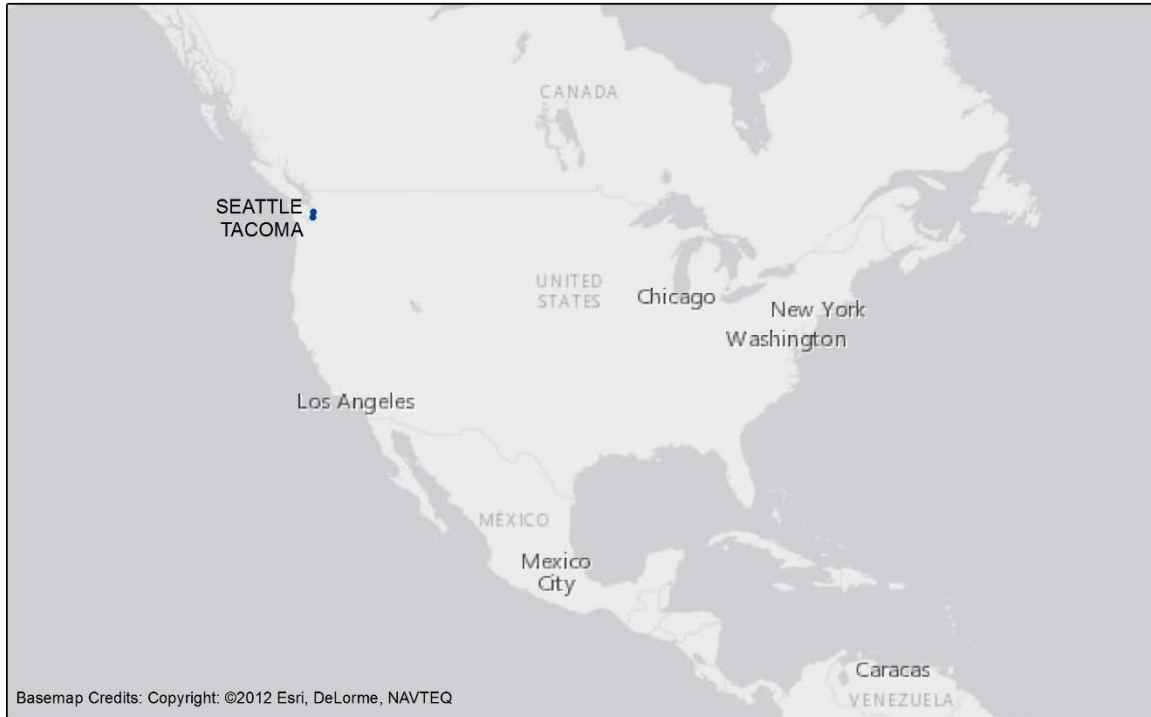 CANADA
SEATTLE
TACOMA
UNITED
STATES
Chicago
New York
Washington
Los Angeles
MÉXICO
Mexico
City
Caracas
VENEZUELA
Basemap Credits: Copyright: ©2012 Esri, DeLorme, NAVTEQ